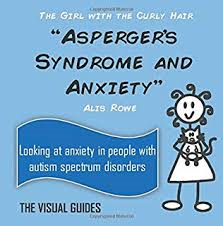 The Girl with the Curly Hair
"Asperger's
Syndrome and
Anxiety"
Alis Rowe
Looking at anxiety in people with
autism spectrum disorders
THE VISUAL GUIDES